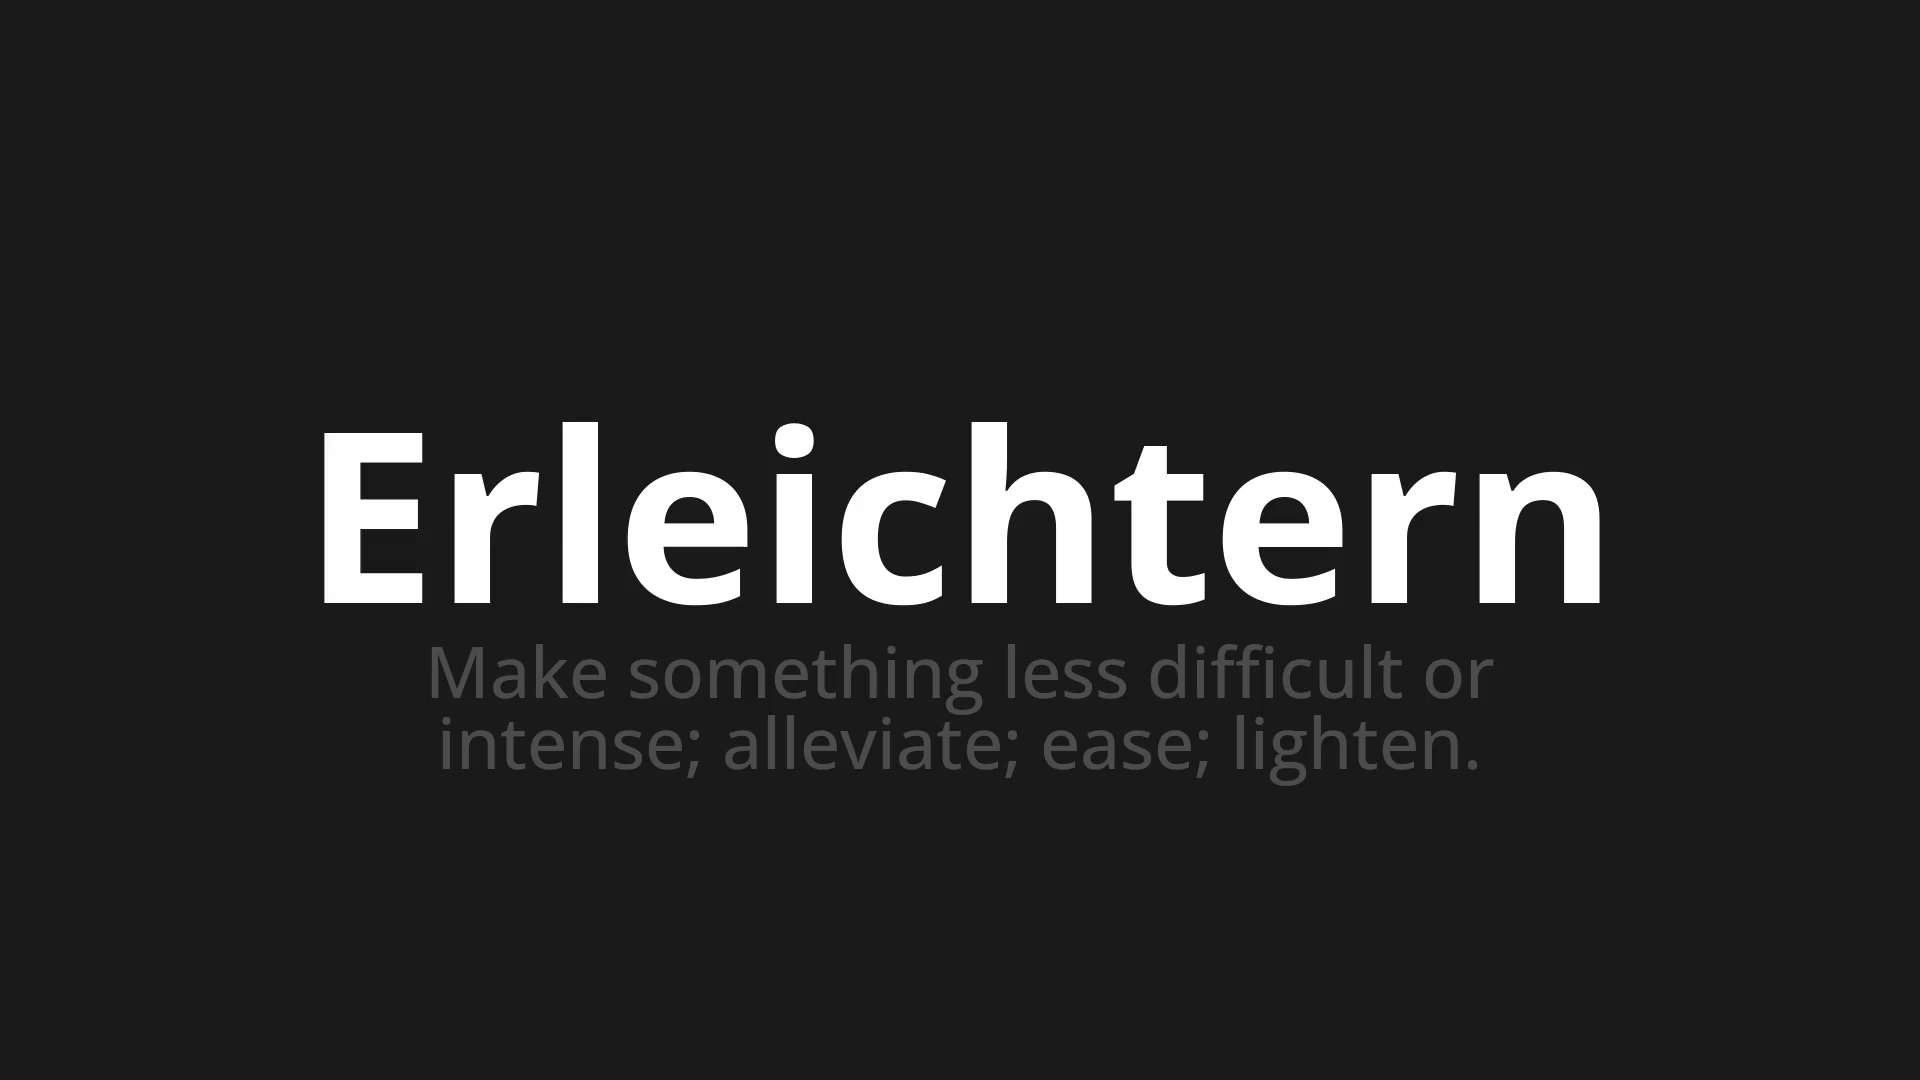 Erleichtern
Make something less difficult or
intense; alleviate; ease; lighten.